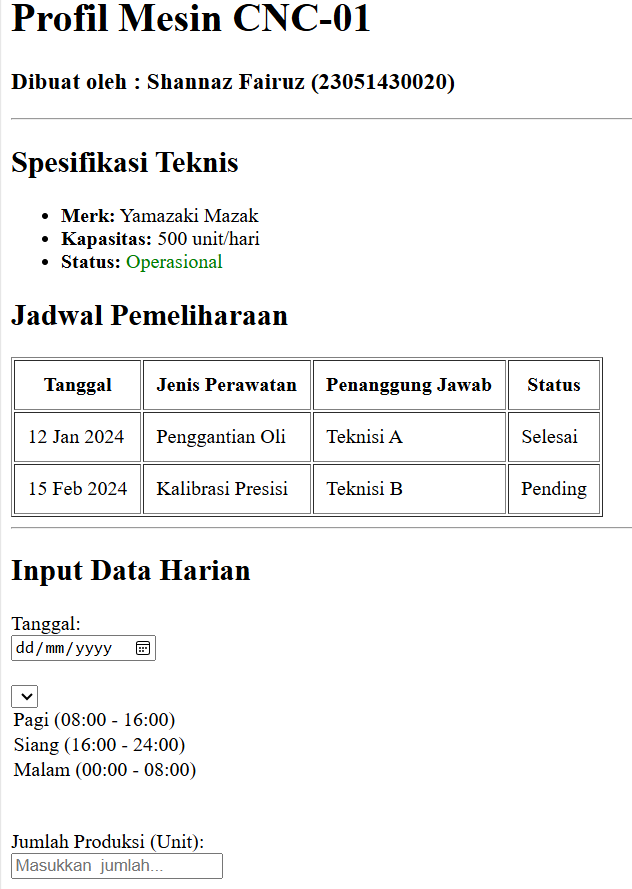 Profil Mesin CNC-01
Dibuat oleh : Shannaz Fairuz (23051430020)
Spesifikasi Teknis
Merk: Yamazaki Mazak
Kapasitas: 500 unit/hari
Status: Operasional
Jadwal Pemeliharaan
Tanggal Jenis Perawatan Penanggung Jawab Status
12 Jan 2024 Penggantian Oli Teknisi A Selesai
15 Feb 2024 Kalibrasi Presisi Teknisi B Pending
Input Data Harian
Tanggal:
dd/mm/yyyy
Pagi (08:00 - 16:00)
Siang (16:00 - 24:00)
Malam (00:00 - 08:00)
Jumlah Produksi (Unit):
Masukkan jumlah...